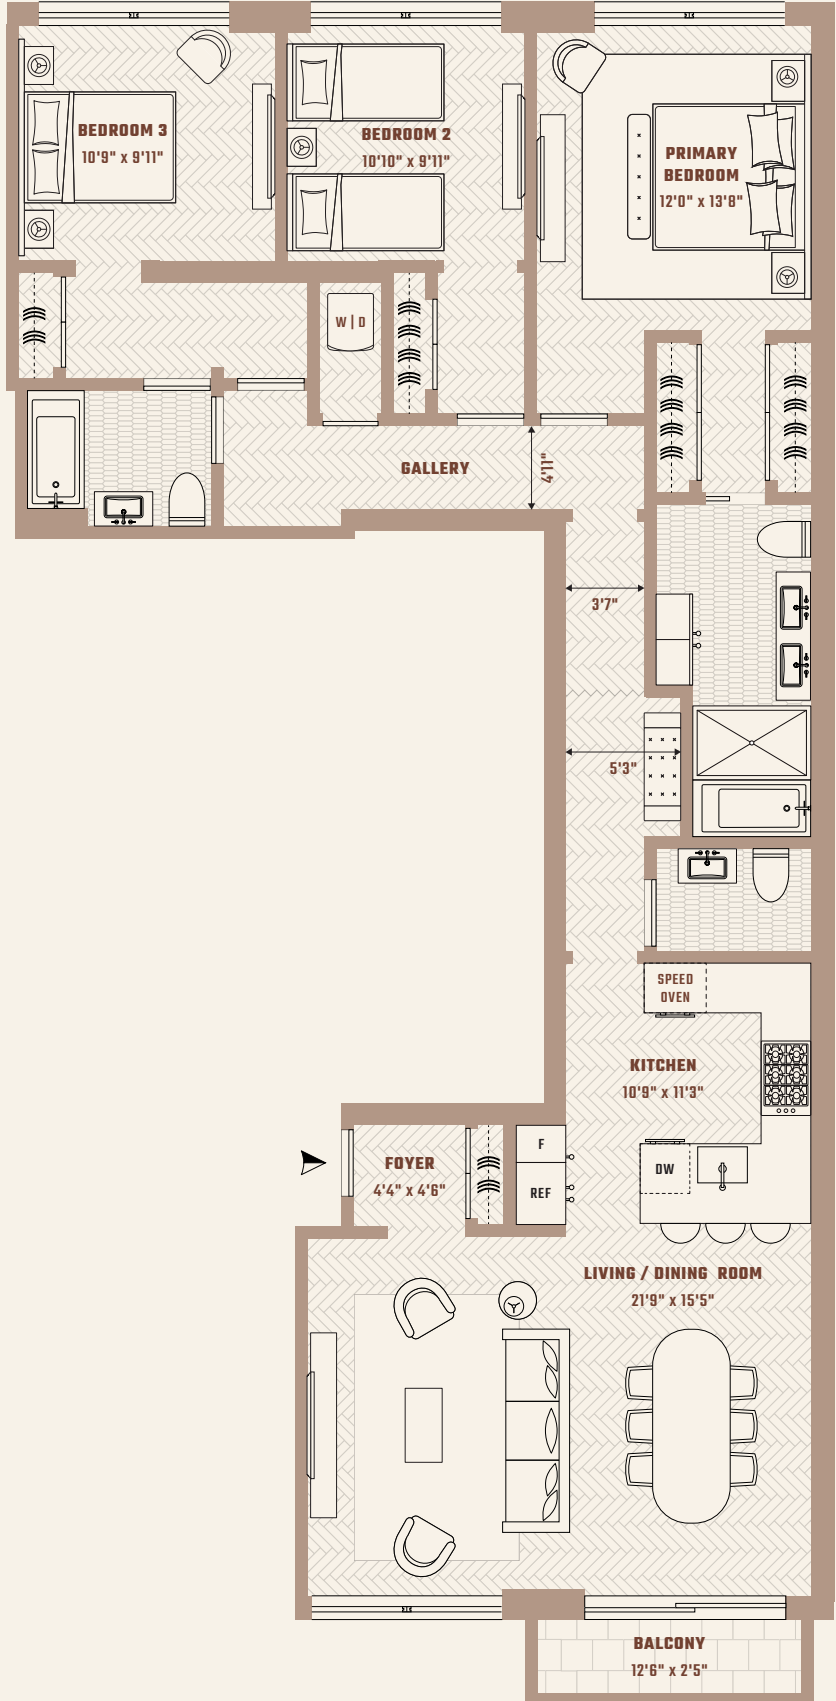 BEDROOM 3
10'9" x 9'11"
BEDROOM 2
10'10" x 9'11"
PRIMARY
BEDROOM
12'0" x 13'8"
W | D
GALLERY
4'11"
3'7"
5'3"
SPEED
OVEN
KITCHEN
10'9" x 11'3"
FOYER
4'4" x 4'6"
F
REF
DW
LIVING / DINING ROOM
21'9" x 15'5"
BALCONY
12'6" x 2'5"